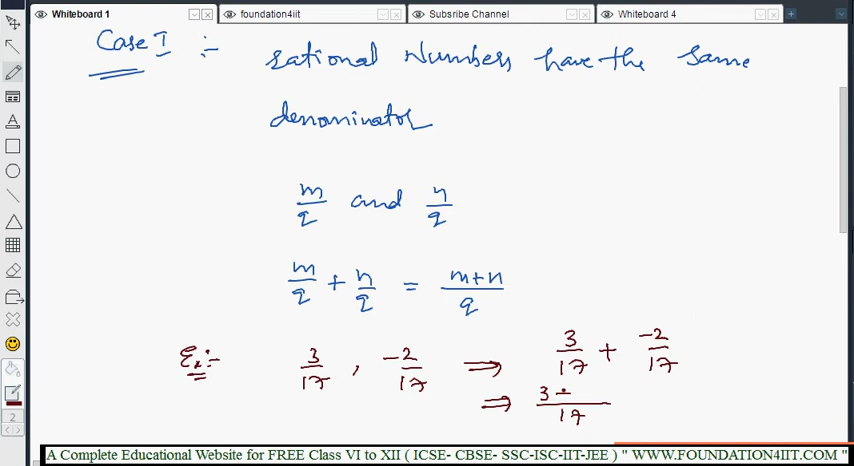 Whiteboard 1 foundation4iit Subsribe Channel Whiteboard 4
Case I :- rational Numbers have the same
denominator
m/q and n/q
m/q + n/q = m+n/q
Ex:- 3/17 , -2/17 ⇒ 3/17 + -2/17
⇒ 3-/17
2
A Complete Educational Website for FREE Class VI to XII ( ICSE- CBSE- SSC-ISC-IIT-JEE ) " WWW.FOUNDATION4IIT.COM "